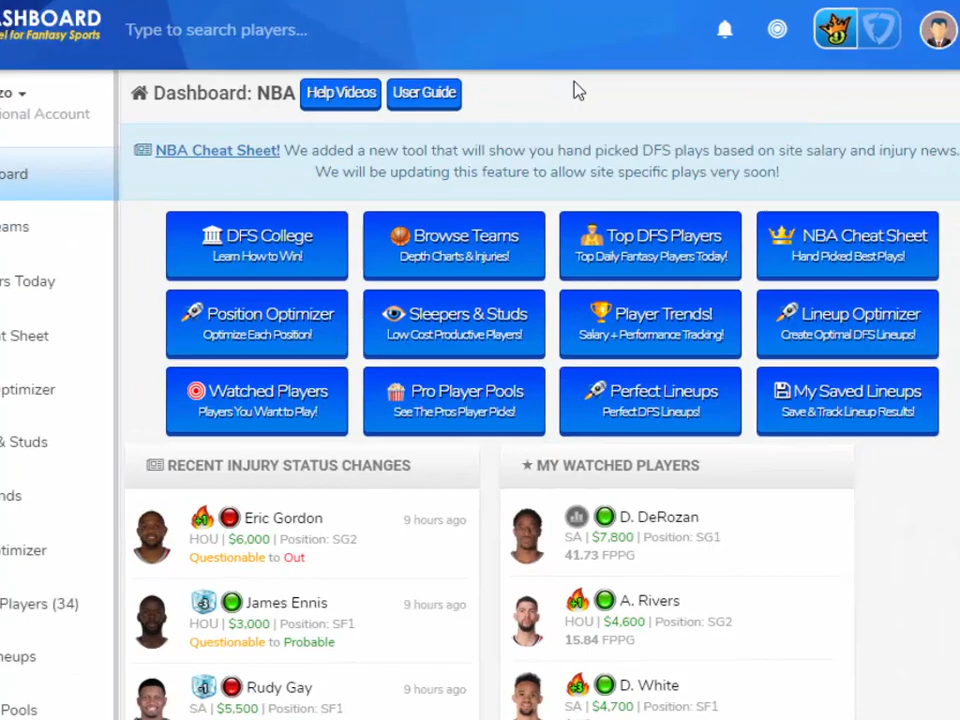 ASHBOARD
el for Fantasy Sports
Type to search players...
zo
ional Account
Dashboard: NBA
Help Videos
User Guide
NBA Cheat Sheet! We added a new tool that will show you hand picked DFS plays based on site salary and injury news.
We will be updating this feature to allow site specific plays very soon!
oard
eams
rs Today
t Sheet
ptimizer
& Studs
nds
timizer
Players (34)
neups
Pools
DFS College
Learn How to Win!
Browse Teams
Depth Charts & Injuries!
Top DFS Players
Top Daily Fantasy Players Today!
NBA Cheat Sheet
Hand Picked Best Plays!
Position Optimizer
Optimize Each Position!
Sleepers & Studs
Low Cost Productive Players!
Player Trends!
Salary + Performance Tracking!
Lineup Optimizer
Create Optimal DFS Lineups!
Watched Players
Players You Want to Play!
Pro Player Pools
See The Pros Player Picks!
Perfect Lineups
Perfect DFS Lineups!
My Saved Lineups
Save & Track Lineup Results!
RECENT INJURY STATUS CHANGES
+1 Eric Gordon 9 hours ago
HOU | $6,000 | Position: SG2
Questionable to Out
-3 James Ennis 9 hours ago
HOU | $3,000 | Position: SF1
Questionable to Probable
-1 Rudy Gay 9 hours ago
SA | $5,500 | Position: SF1
MY WATCHED PLAYERS
D. DeRozan
SA | $7,800 | Position: SG1
41.73 FPPG
+1 A. Rivers
HOU | $4,600 | Position: SG2
15.84 FPPG
+3 D. White
SA | $4,700 | Position: SF1